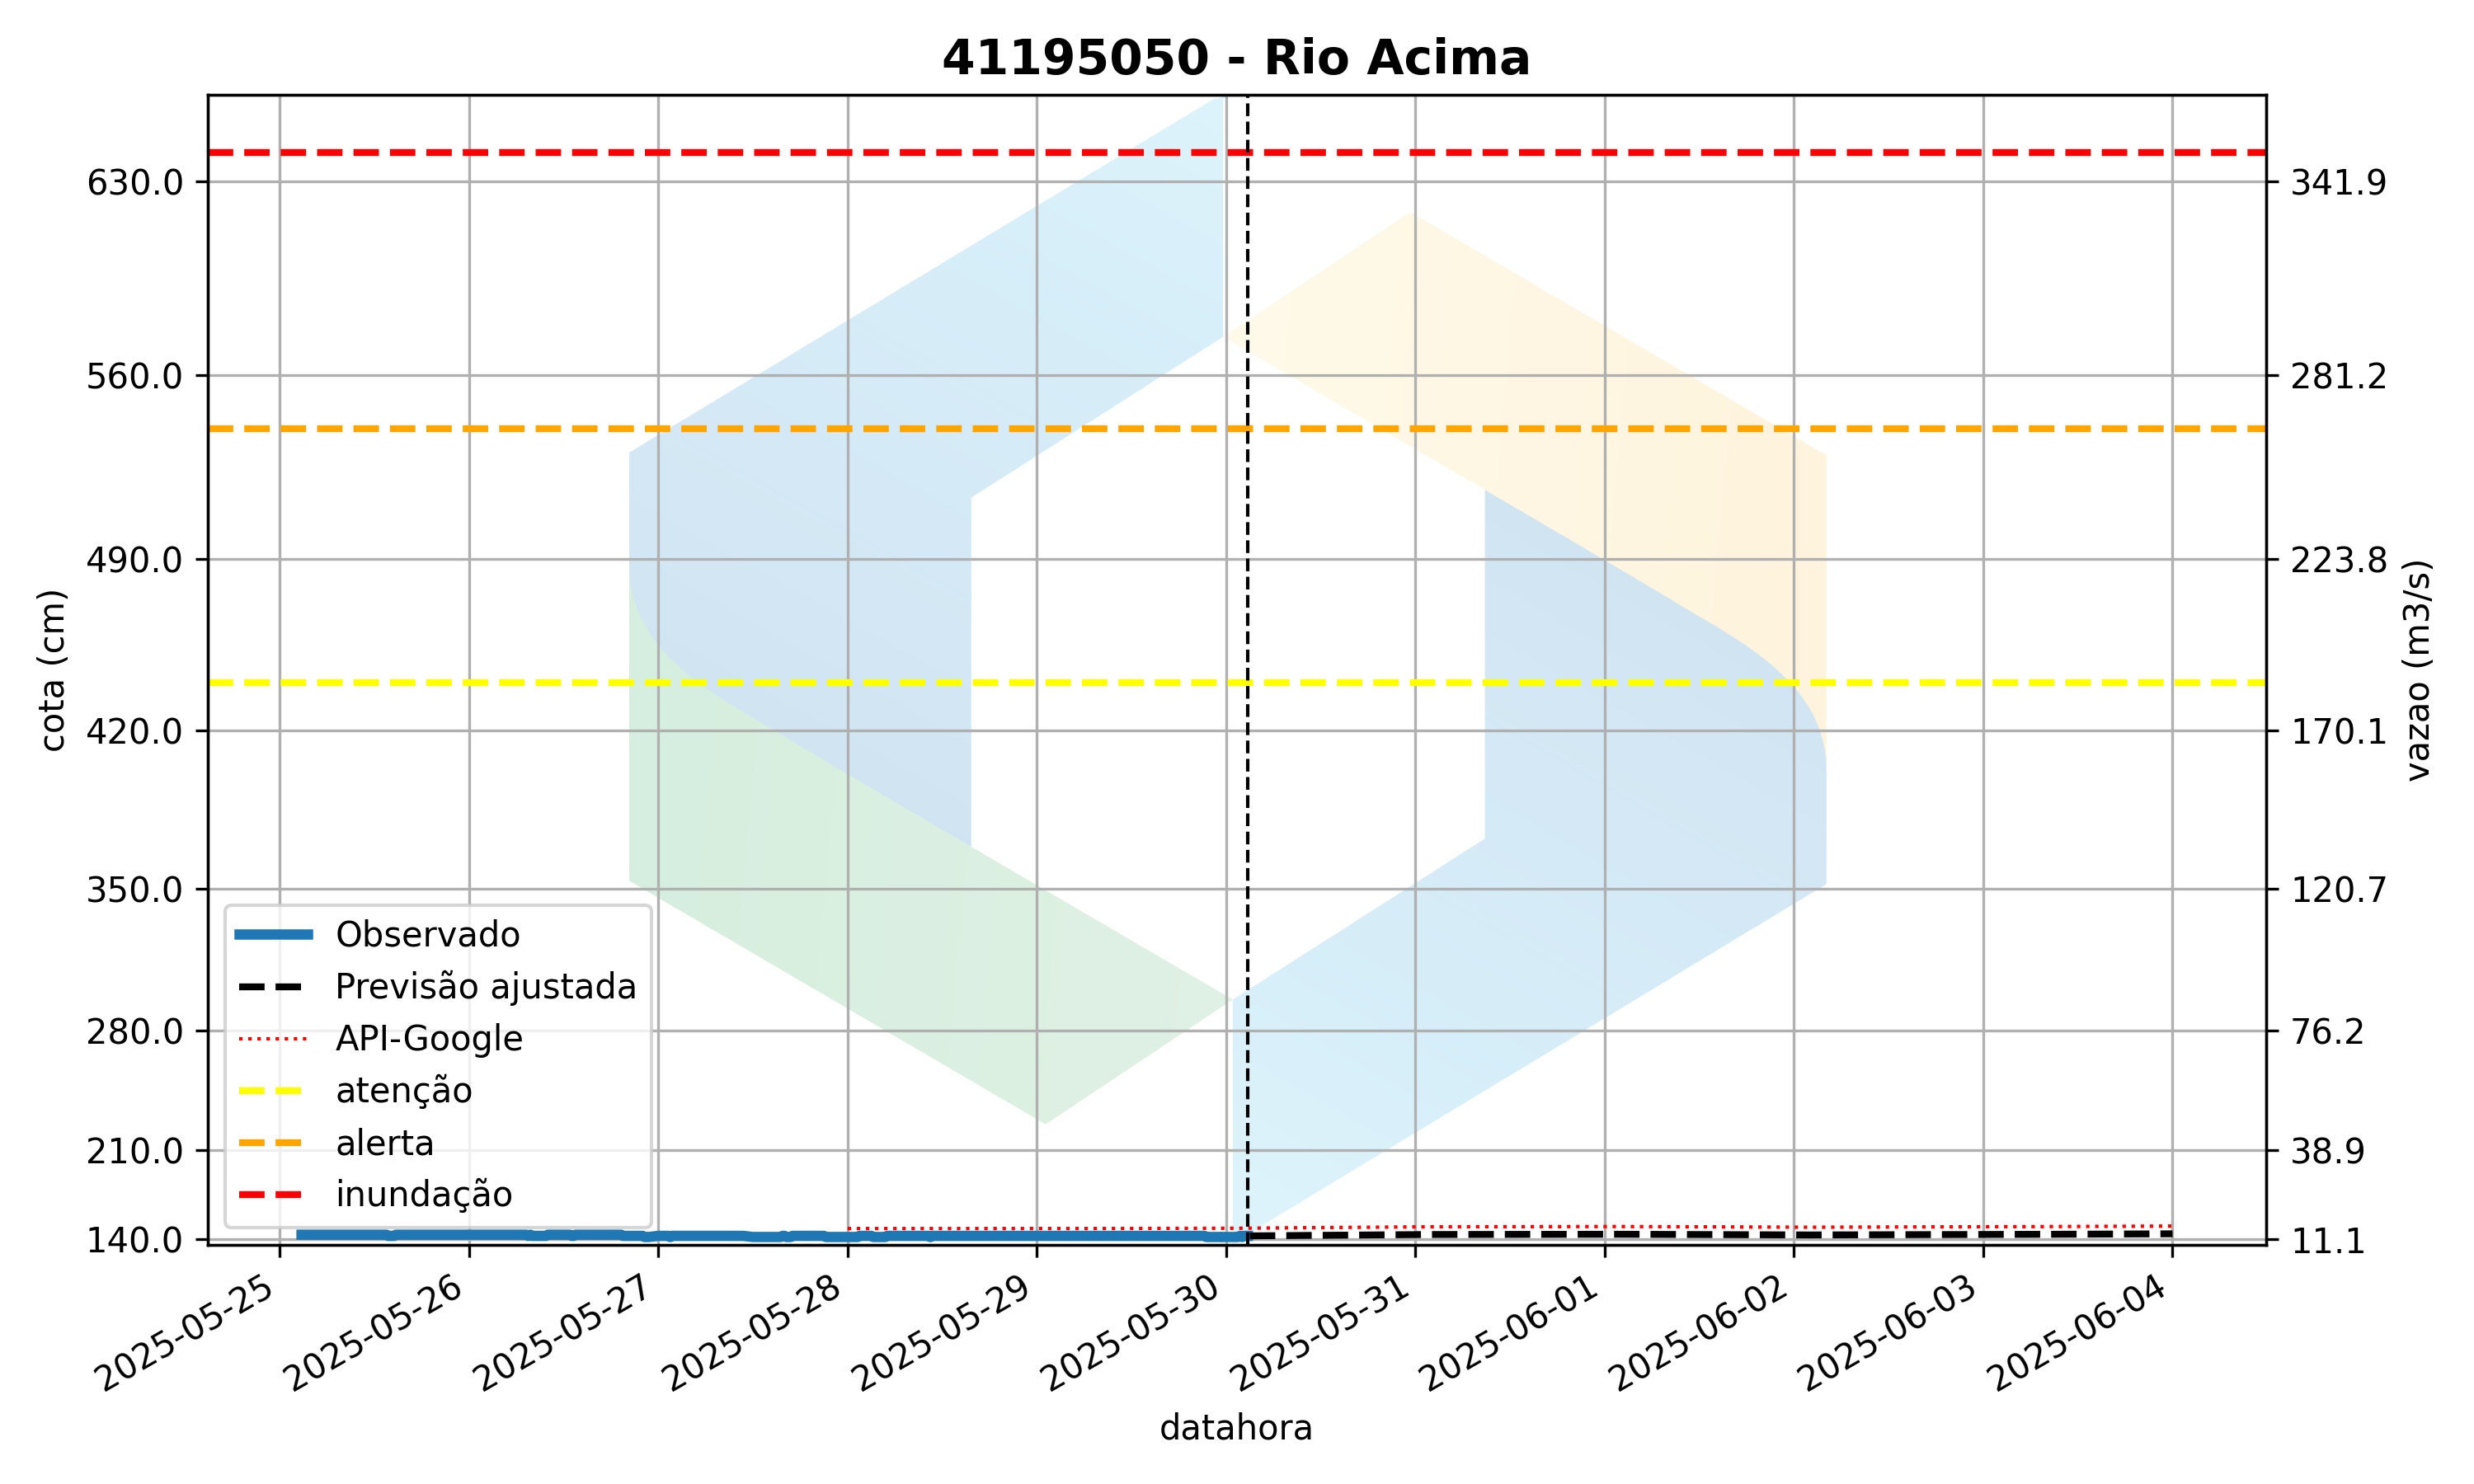 41195050 - Rio Acima
cota (cm)
630.0
560.0
490.0
420.0
350.0
280.0
210.0
140.0
341.9
281.2
223.8
170.1
120.7
76.2
38.9
11.1
vazao (m3/s)
Observado
Previsão ajustada
API-Google
atenção
alerta
inundação
2025-05-25
2025-05-26
2025-05-27
2025-05-28
2025-05-29
2025-05-30
2025-05-31
2025-06-01
2025-06-02
2025-06-03
2025-06-04
datahora